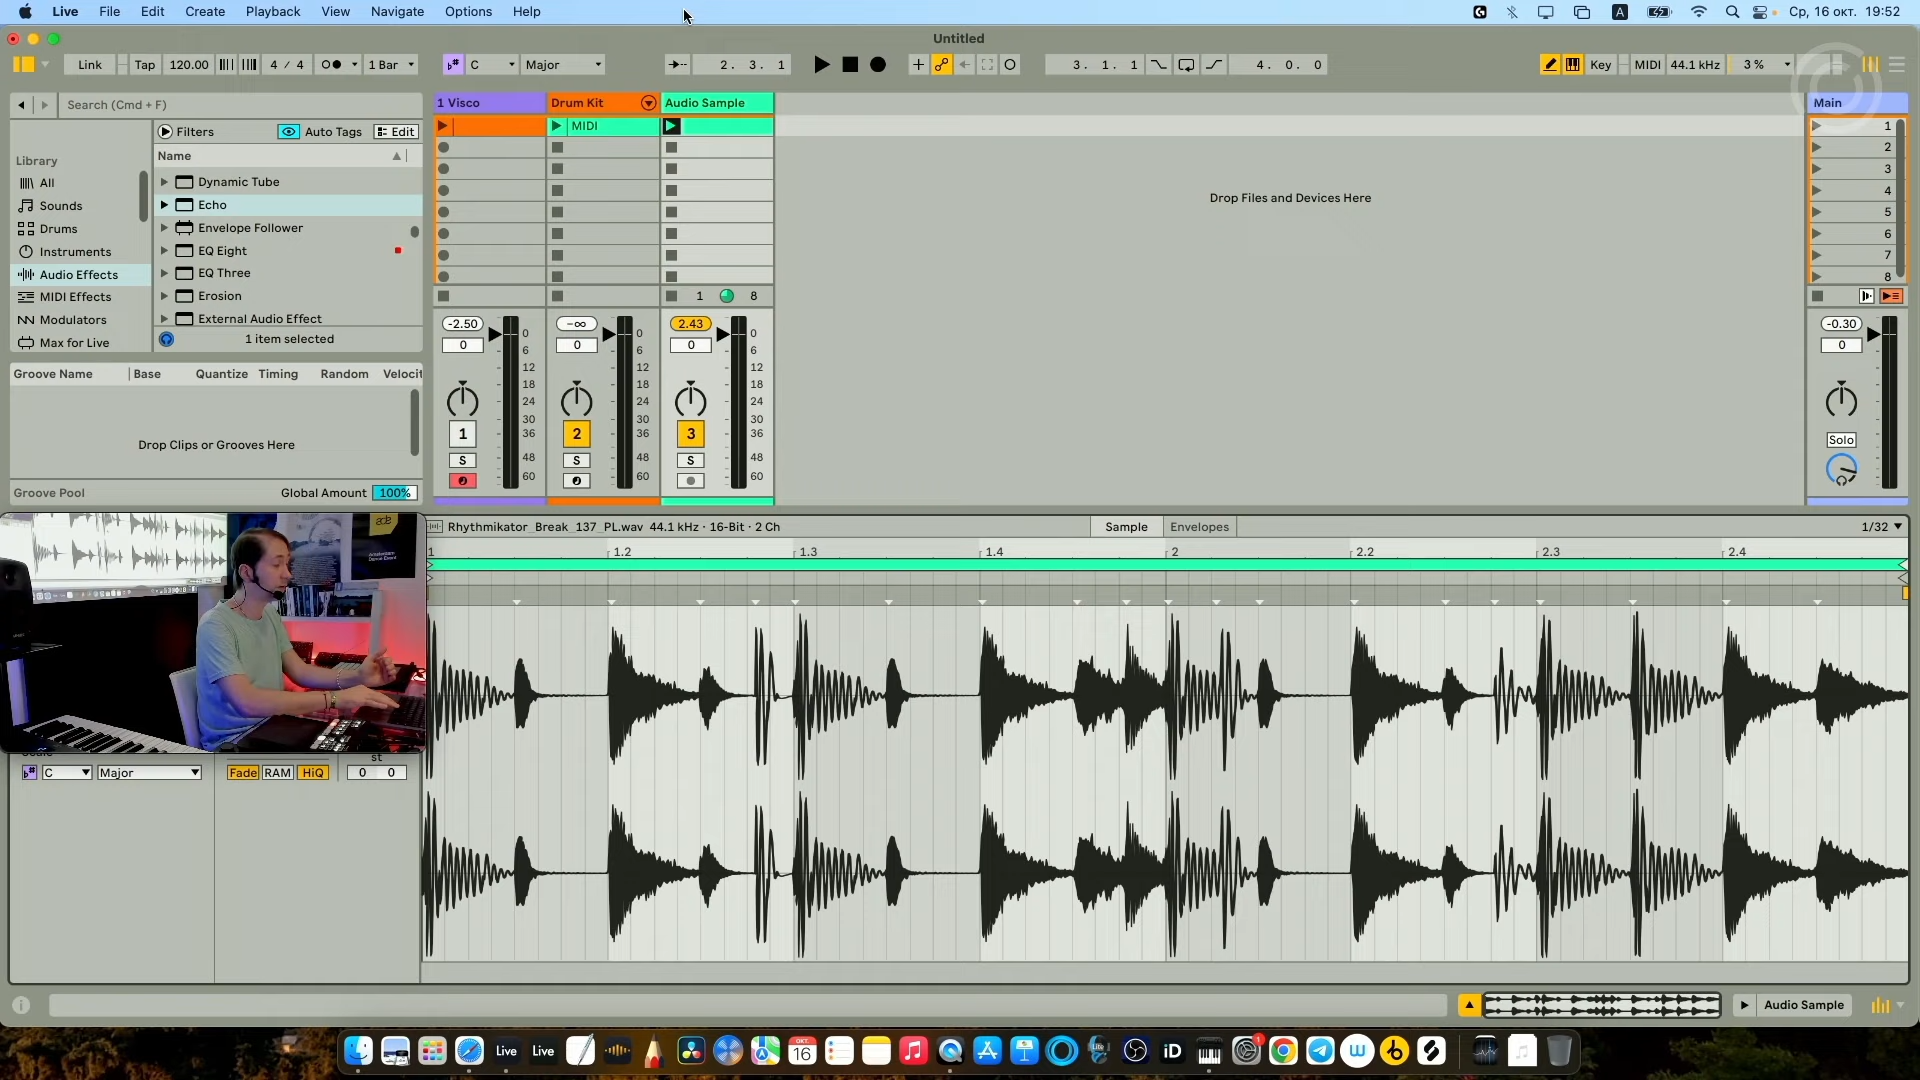 Live File Edit Create Playback View Navigate Options Help A Ср, 16 окт. 19:52
Untitled
Link Tap 120.00 4 / 4 1 Bar C Major 2. 3. 1 3. 1. 1 4. 0. 0 Key MIDI 44.1 kHz 3 %
Search (Cmd + F)
1 Visco Drum Kit Audio Sample Main
Filters Auto Tags Edit MIDI 1
Name
Library
All
Sounds
Drums
Instruments
Audio Effects
MIDI Effects
Modulators
Max for Live
Dynamic Tube
Echo
Envelope Follower
EQ Eight
EQ Three
Erosion
External Audio Effect
1 item selected
Drop Files and Devices Here
2
3
4
5
6
7
8
1 8
-2.50 -∞ 2.43 -0.30
0 0 0 0
0 0 0
6 6 6
12 12 12
18 18 18
24 24 24
30 30 30
36 36 36
48 48 48
60 60 60
1 2 3 Solo
S S S
Groove Name Base Quantize Timing Random Velocit
Drop Clips or Grooves Here
Groove Pool Global Amount 100%
Rhythmikator_Break_137_PL.wav 44.1 kHz · 16-Bit · 2 Ch Sample Envelopes 1/32
1 1.2 1.3 1.4 2 2.2 2.3 2.4
ade
st
C Major Fade RAM HiQ 0 0
Audio Sample
Live Live ОКТ. 16 Lite iD 1